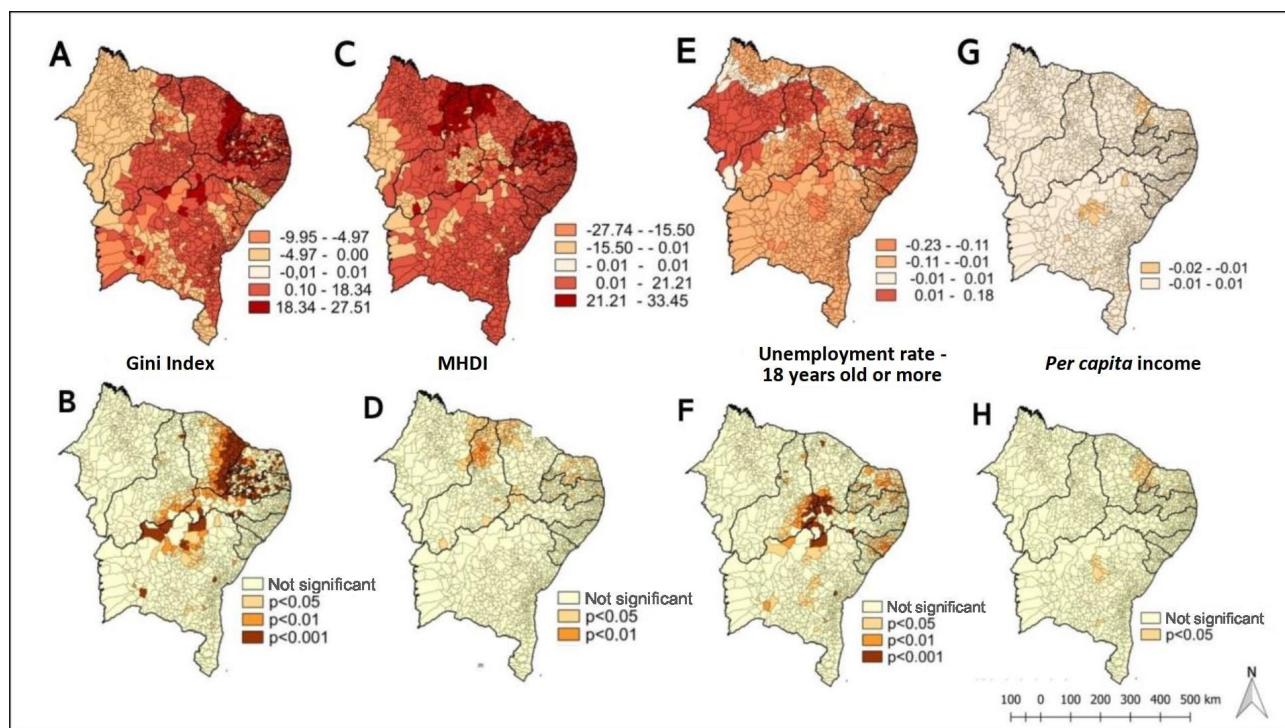 A
C
E
G
-9.95 - -4.97
-4.97 - 0.00
-0,01 - 0.01
0.10 - 18.34
18.34 - 27.51
-27.74 - -15.50
-15.50 - - 0.01
- 0.01 - 0.01
0.01 - 21.21
21.21 - 33.45
-0.23 - -0.11
-0.11 - -0.01
-0.01 - 0.01
0.01 - 0.18
-0.02 - -0.01
-0.01 - 0.01
Gini Index
MHDI
Unemployment rate -
18 years old or more
Per capita income
B
D
F
H
Not significant
p<0.05
p<0.01
p<0.001
Not significant
p<0.05
p<0.01
Not significant
p<0.05
p<0.01
p<0.001
Not significant
p<0.05
N
100 0 100 200 300 400 500 km